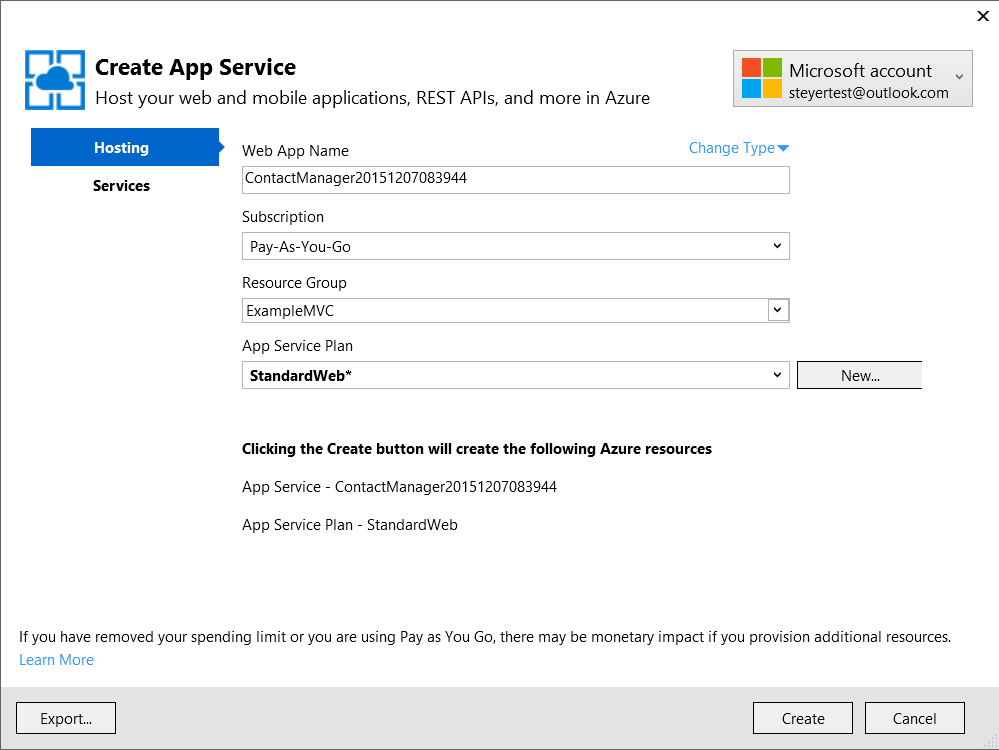 Create App Service
Host your web and mobile applications, REST APIs, and more in Azure
Microsoft account
steyertest@outlook.com
Hosting
Services
Web App Name
Change Type
ContactManager20151207083944
Subscription
Pay-As-You-Go
Resource Group
ExampleMVC
App Service Plan
StandardWeb*
New...
Clicking the Create button will create the following Azure resources
App Service - ContactManager20151207083944
App Service Plan - StandardWeb
If you have removed your spending limit or you are using Pay as You Go, there may be monetary impact if you provision additional resources.
Learn More
Export...
Create
Cancel